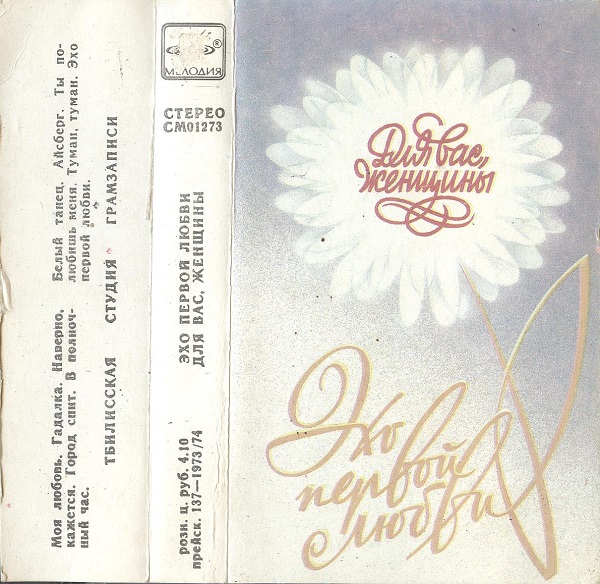 Моя любовь. Гадалка. Наверно,
кажется. Город спит. В полноч-
ный час.
Белый танец. Айсберг. Ты по-
любишь меня. Туман, туман. Эхо
первой любви.
ТБИЛИССКАЯ СТУДИЯ ГРАМЗАПИСИ
МЕЛОДИЯ
СТЕРЕО
СМ01273
ЭХО ПЕРВОЙ ЛЮБВИ
ДЛЯ ВАС, ЖЕНЩИНЫ
розн. ц. руб. 4.10
прейск. 137—1973/74
Для вас,
женщины
Эхо
первой
любви